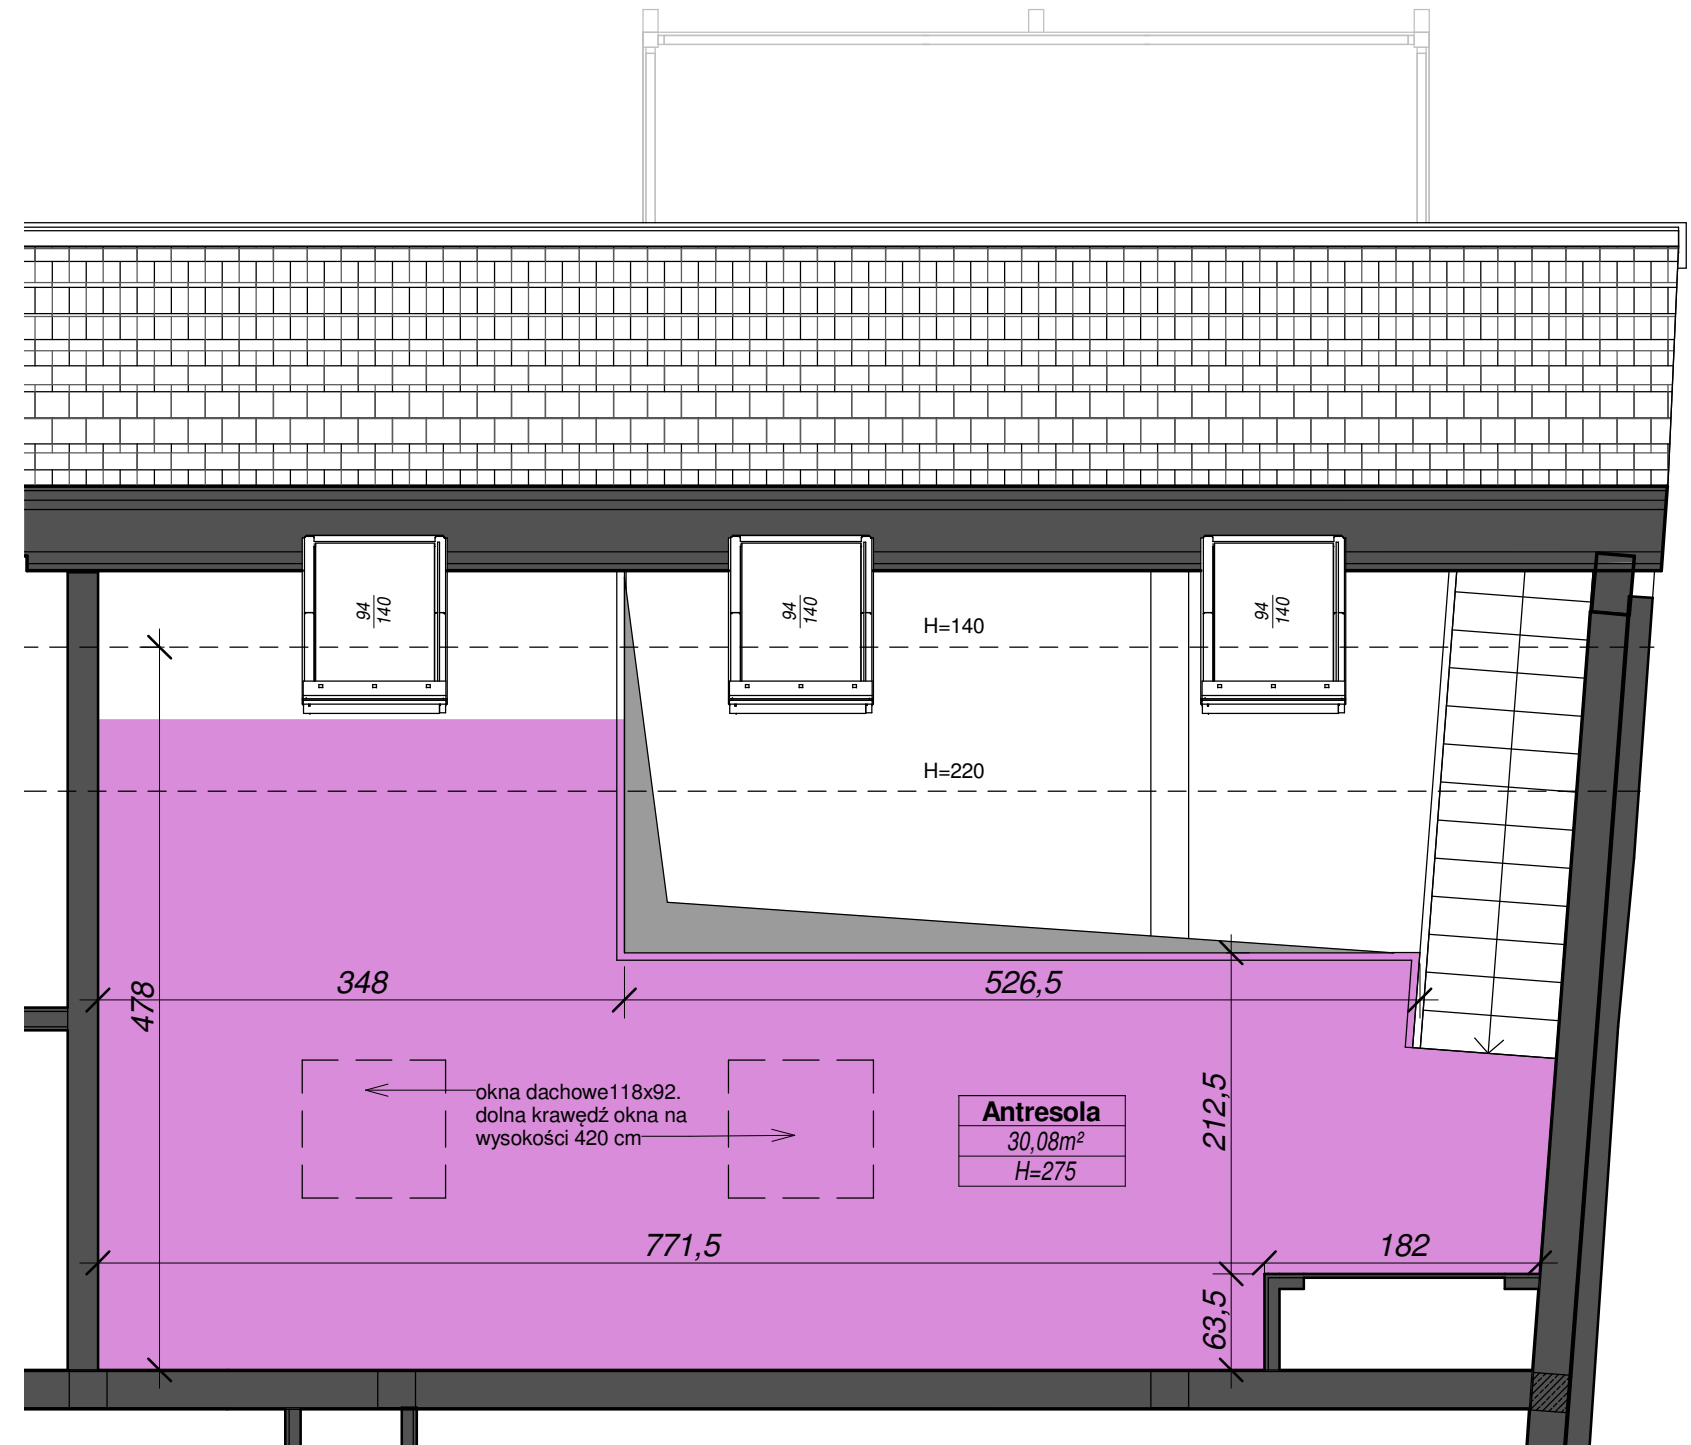 94
140
94
140
94
140
H=140
H=220
348
526,5
478
okna dachowe118x92.
dolna krawędź okna na
wysokości 420 cm
Antresola
30,08m²
H=275
212,5
771,5
182
63,5